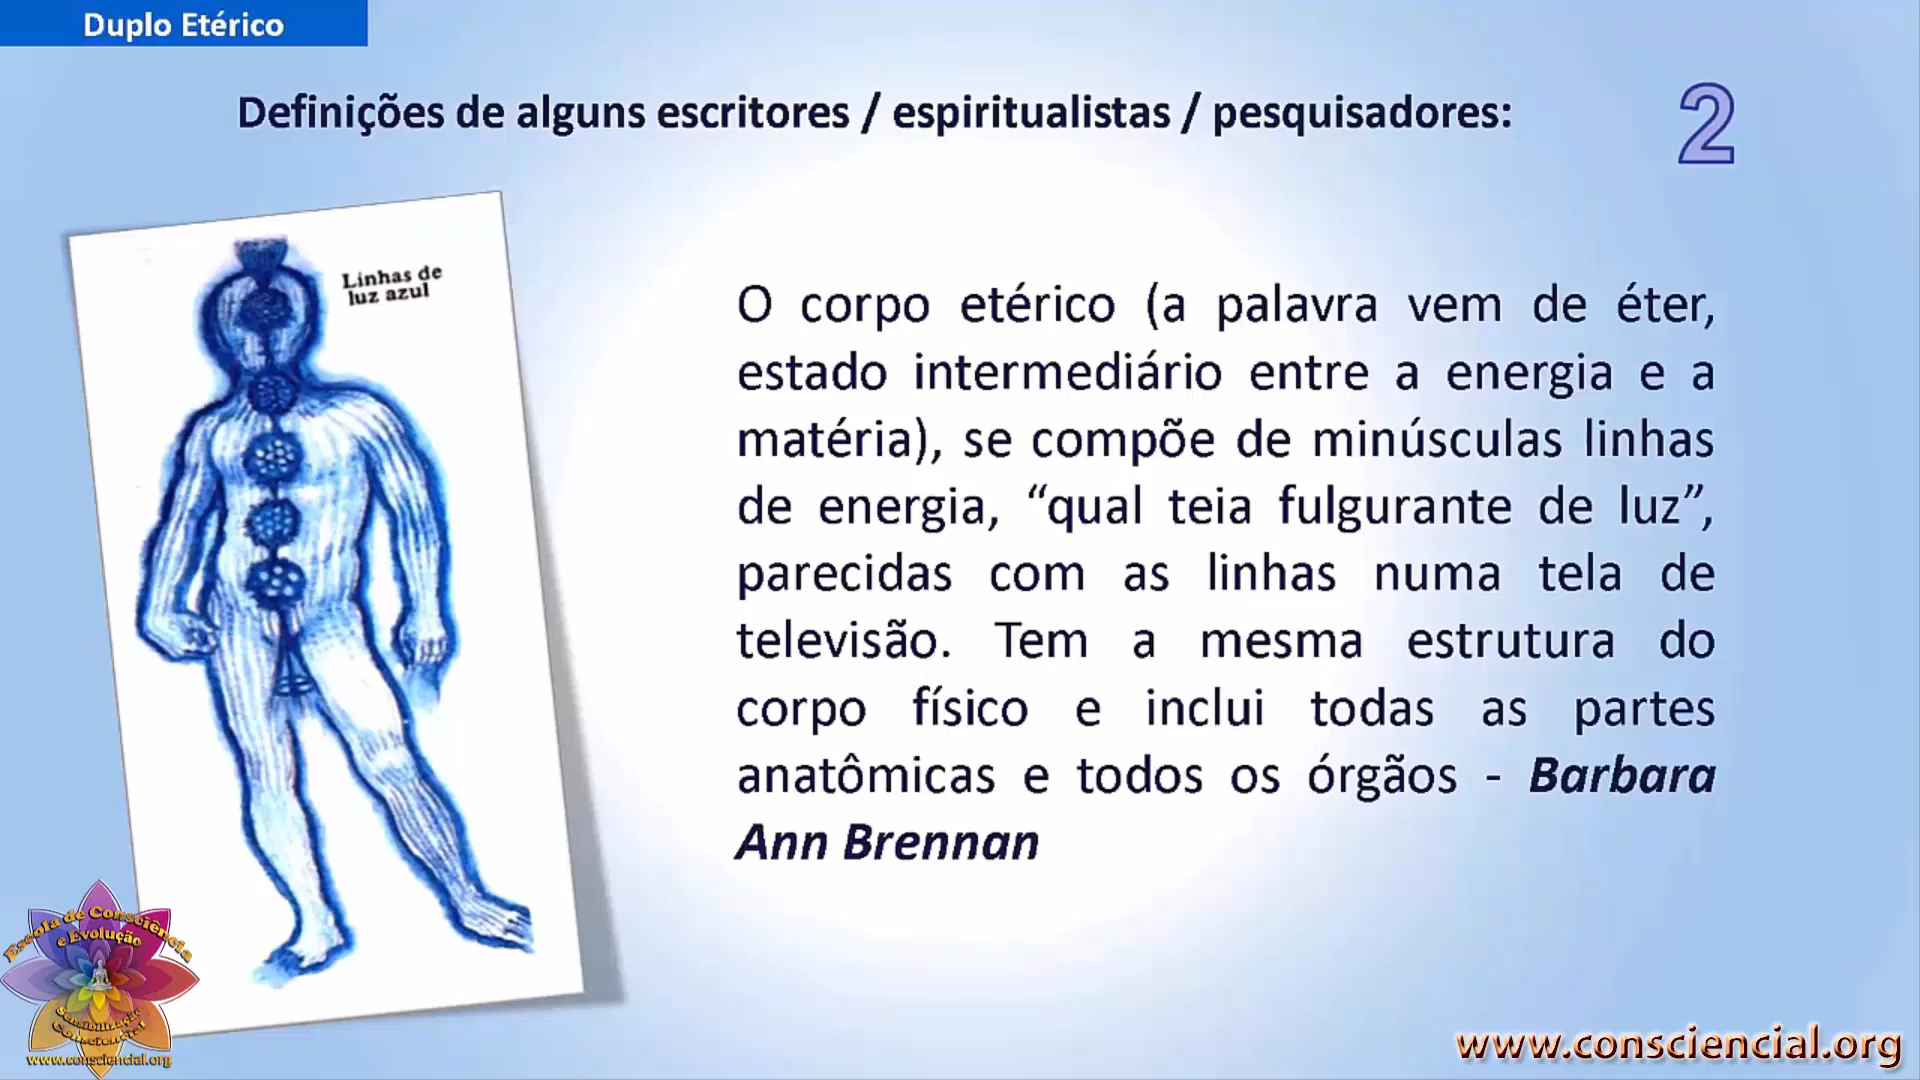 Duplo Etérico
Definições de alguns escritores / espiritualistas / pesquisadores:
2
Linhas de
luz azul
O corpo etérico (a palavra vem de éter,
estado intermediário entre a energia e a
matéria), se compõe de minúsculas linhas
de energia, “qual teia fulgurante de luz”,
parecidas com as linhas numa tela de
televisão. Tem a mesma estrutura do
corpo físico e inclui todas as partes
anatômicas e todos os órgãos - Barbara
Ann Brennan
Escola de Consciência
e Evolução
Sensibilização
Consciencial
www.consciencial.org
www.consciencial.org